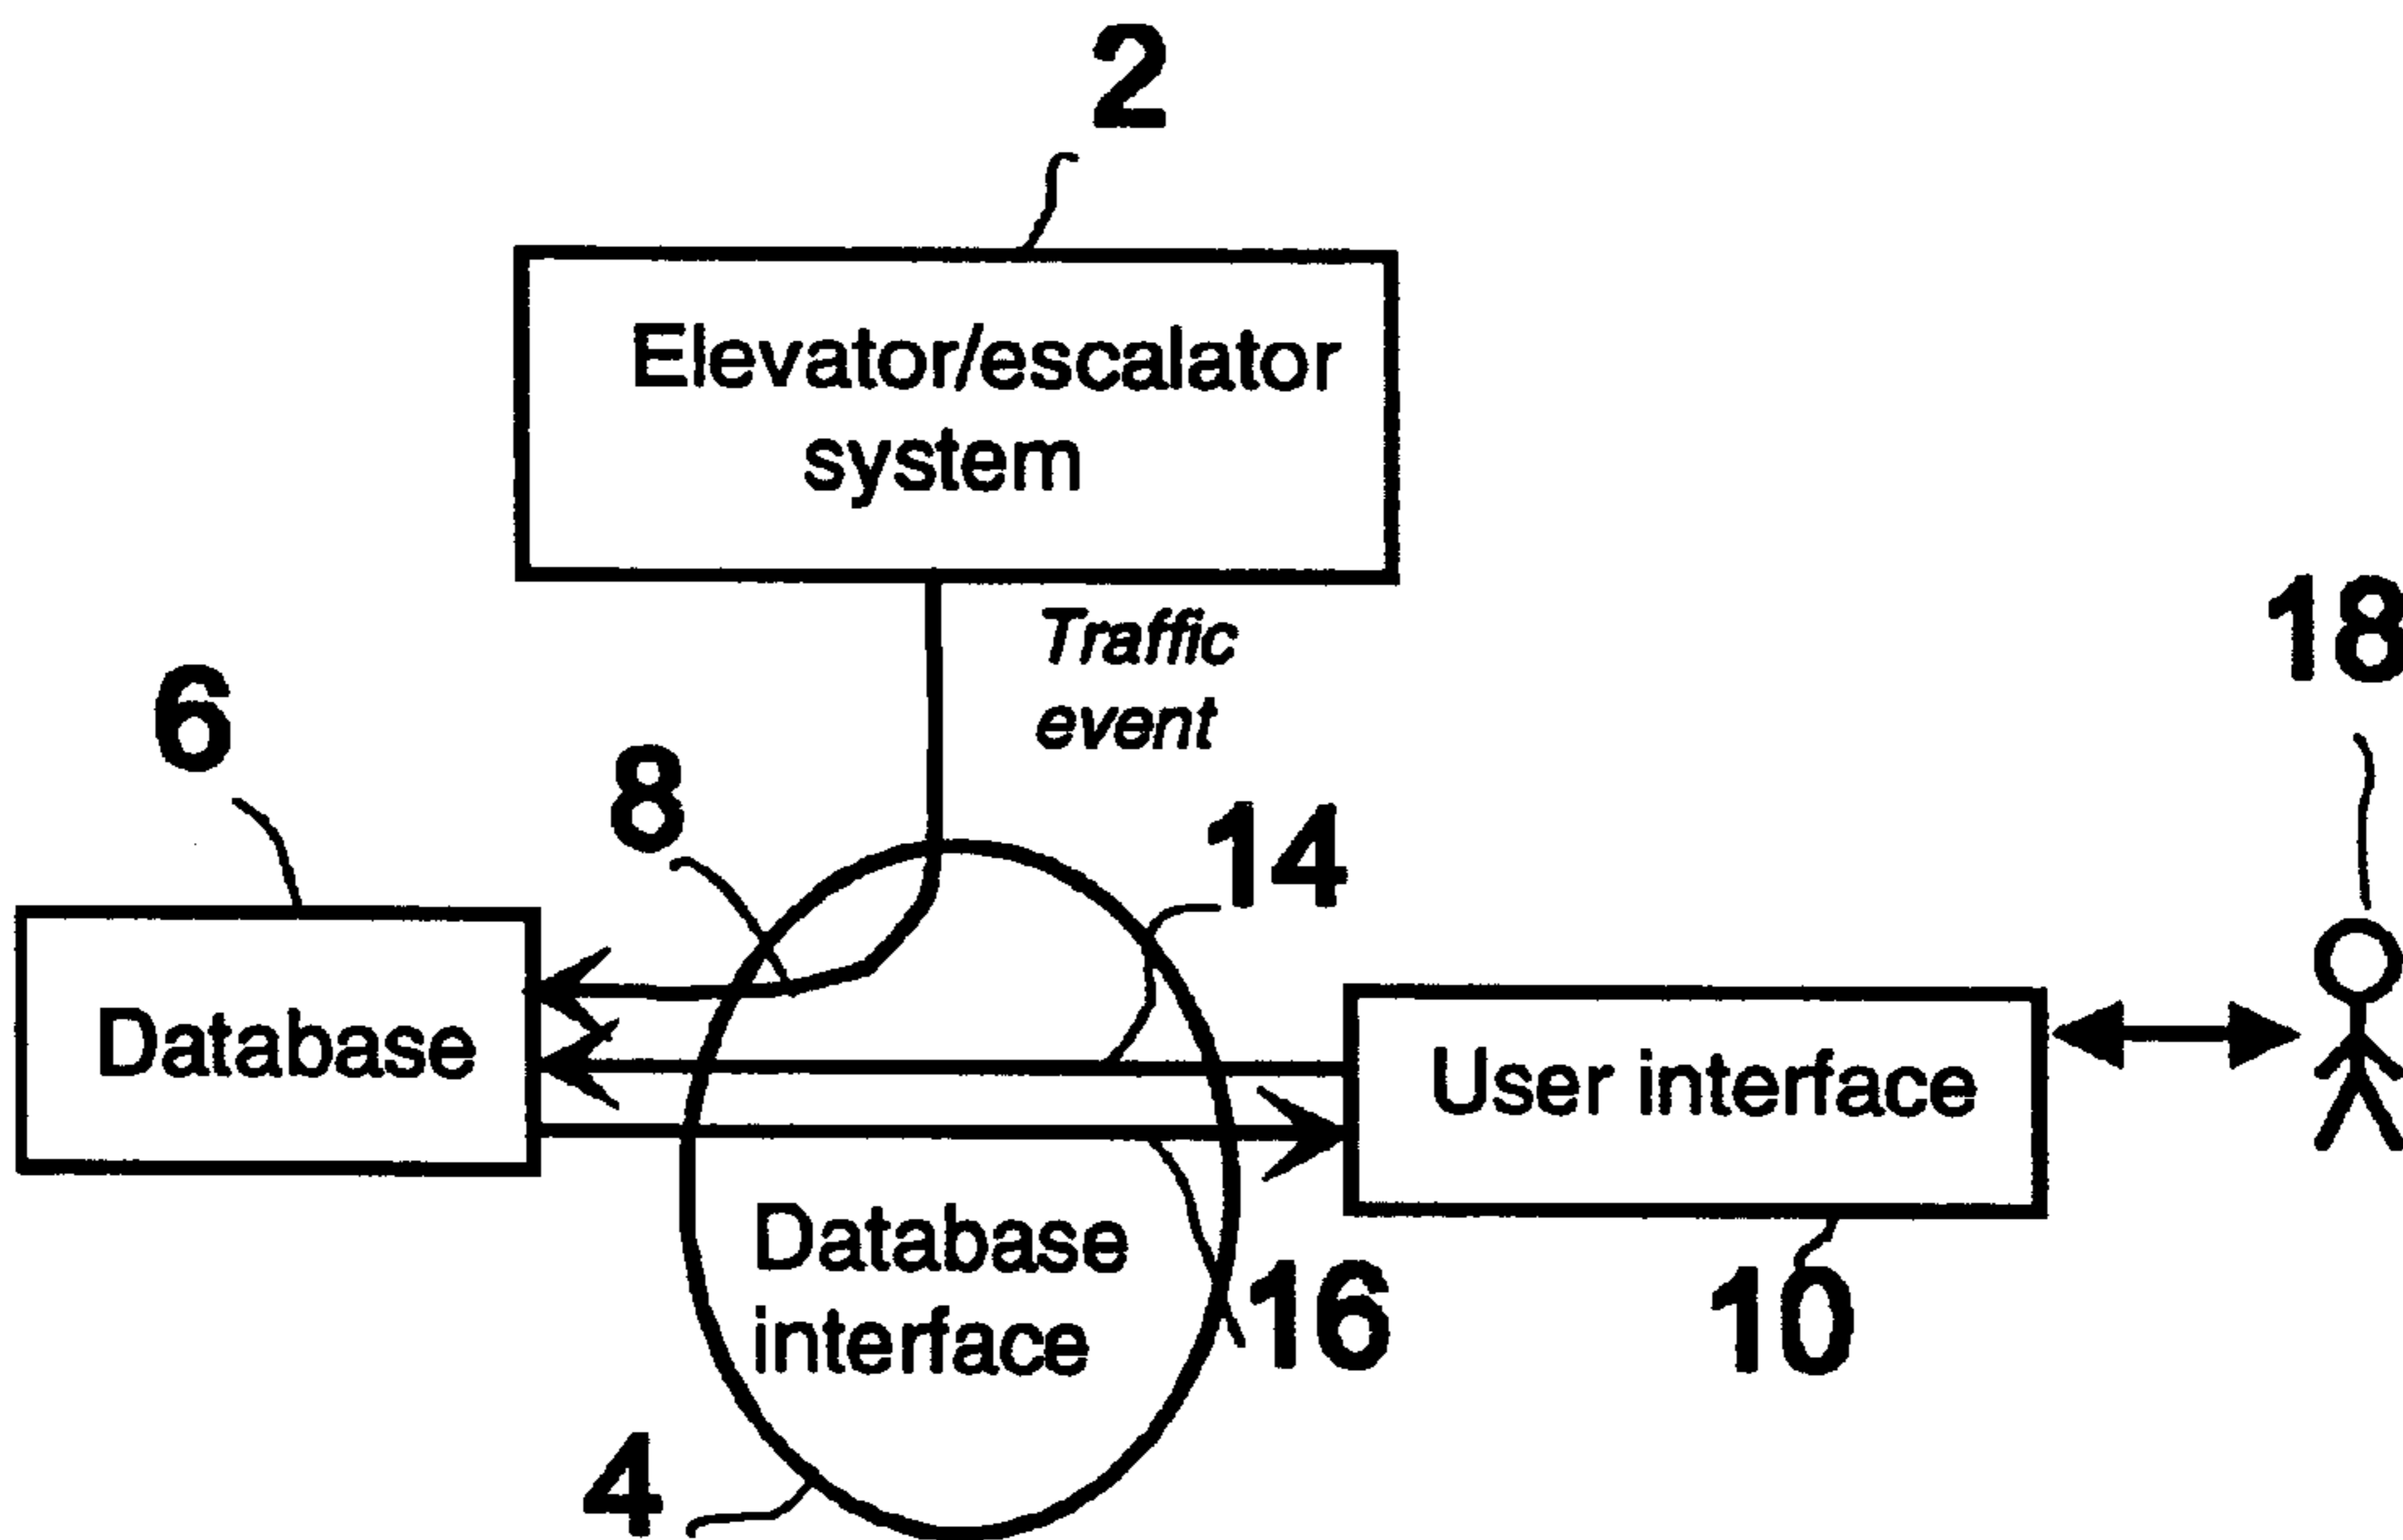 2
Elevator/escalator
system
Traffic
event
18
6
8
14
Database
User interface
Database
interface
16
10
4